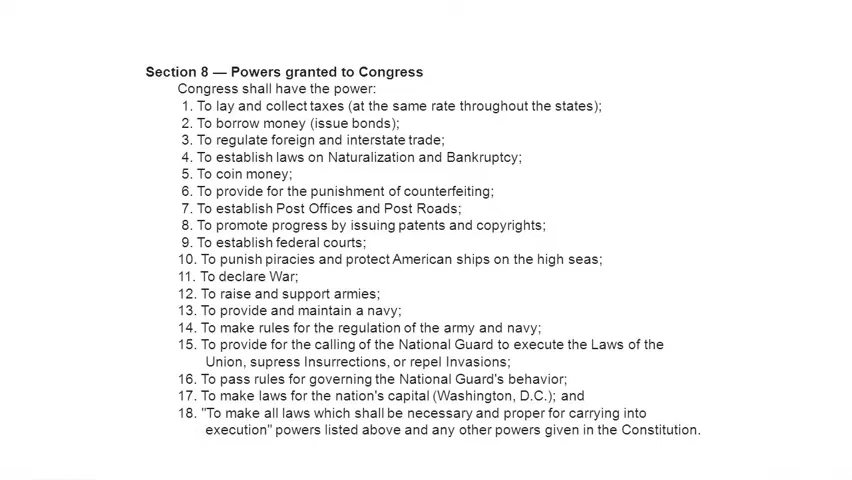 Section 8 — Powers granted to Congress
Congress shall have the power:
1. To lay and collect taxes (at the same rate throughout the states);
2. To borrow money (issue bonds);
3. To regulate foreign and interstate trade;
4. To establish laws on Naturalization and Bankruptcy;
5. To coin money;
6. To provide for the punishment of counterfeiting;
7. To establish Post Offices and Post Roads;
8. To promote progress by issuing patents and copyrights;
9. To establish federal courts;
10. To punish piracies and protect American ships on the high seas;
11. To declare War;
12. To raise and support armies;
13. To provide and maintain a navy;
14. To make rules for the regulation of the army and navy;
15. To provide for the calling of the National Guard to execute the Laws of the
Union, supress Insurrections, or repel Invasions;
16. To pass rules for governing the National Guard's behavior;
17. To make laws for the nation's capital (Washington, D.C.); and
18. "To make all laws which shall be necessary and proper for carrying into
execution" powers listed above and any other powers given in the Constitution.